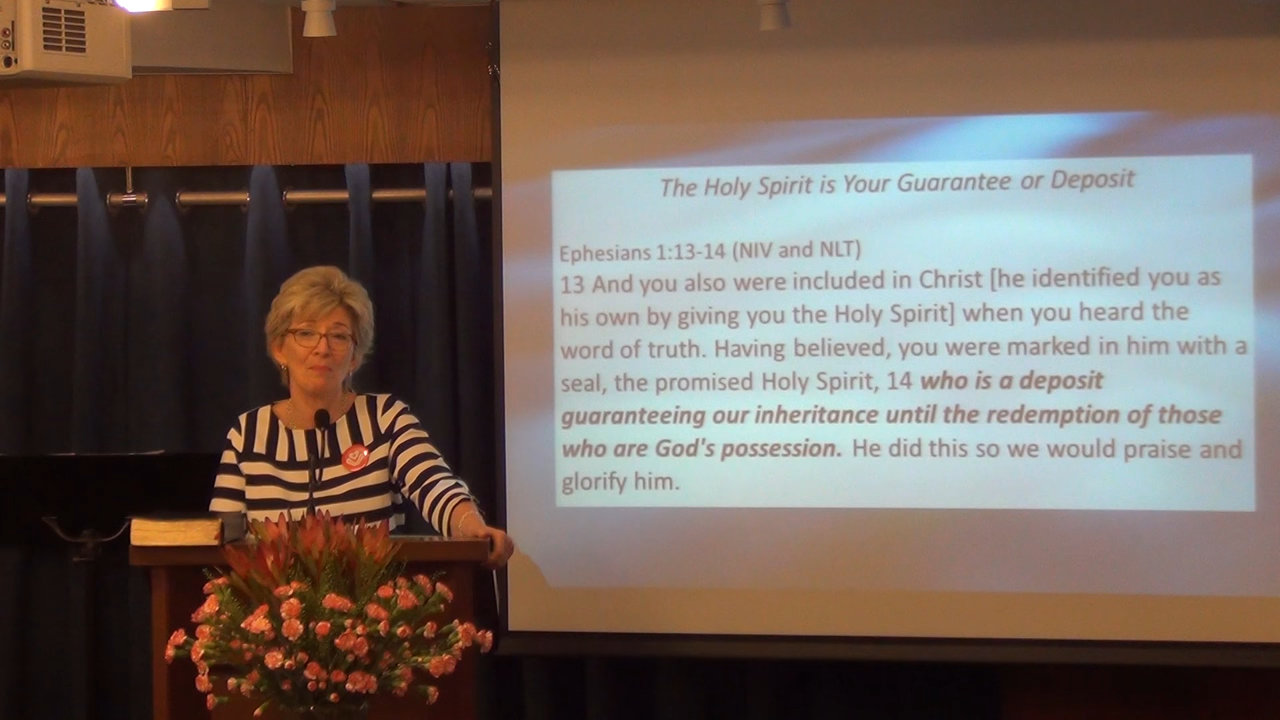 The Holy Spirit is Your Guarantee or Deposit
Ephesians 1:13-14 (NIV and NLT)
13 And you also were included in Christ [he identified you as
his own by giving you the Holy Spirit] when you heard the
word of truth. Having believed, you were marked in him with a
seal, the promised Holy Spirit, 14 who is a deposit
guaranteeing our inheritance until the redemption of those
who are God's possession. He did this so we would praise and
glorify him.